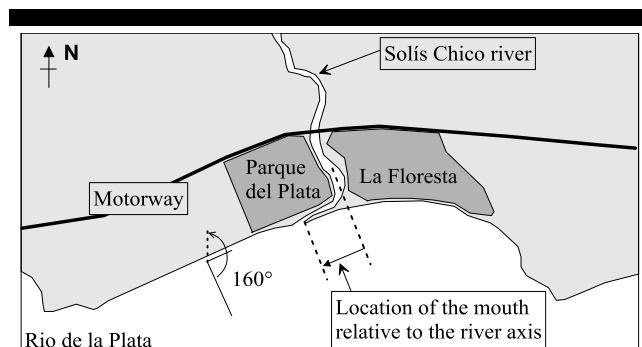 N
Solís Chico river
Parque
del Plata
La Floresta
Motorway
160°
Location of the mouth
relative to the river axis
Rio de la Plata